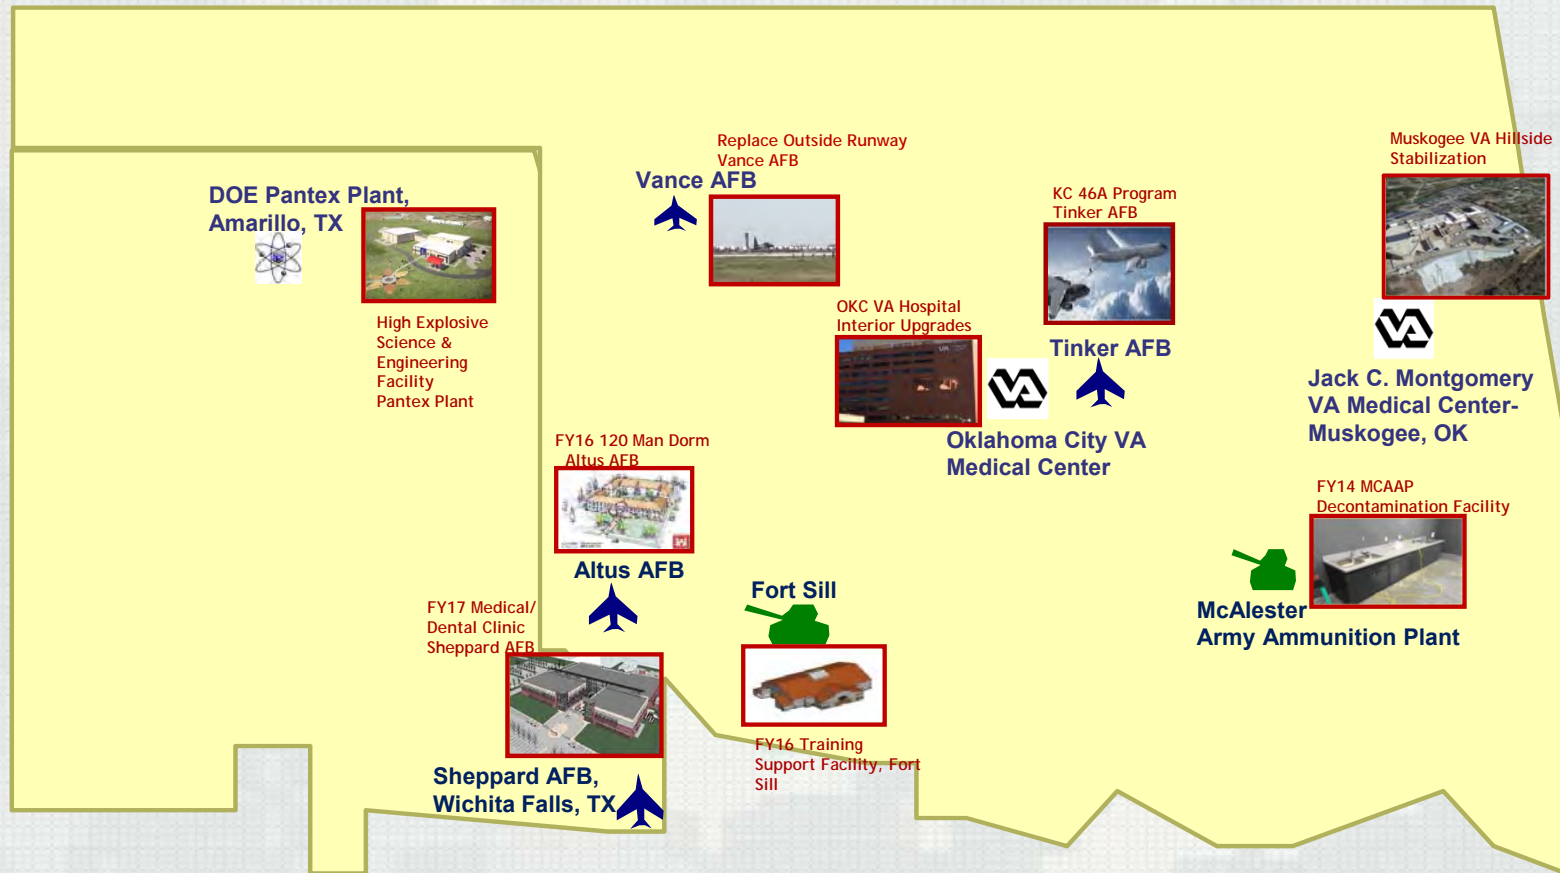 Replace Outside Runway
Vance AFB
Vance AFB
DOE Pantex Plant,
Amarillo, TX
High Explosive
Science &
Engineering
Facility
Pantex Plant
KC 46A Program
Tinker AFB
Tinker AFB
Muskogee VA Hillside
Stabilization
VA
Jack C. Montgomery
VA Medical Center-
Muskogee, OK
OKC VA Hospital
Interior Upgrades
VA
Oklahoma City VA
Medical Center
FY16 120 Man Dorm
Altus AFB
Altus AFB
FY14 MCAAP
Decontamination Facility
McAlester
Army Ammunition Plant
Fort Sill
FY16 Training
Support Facility, Fort
Sill
FY17 Medical/
Dental Clinic
Sheppard AFB
Sheppard AFB,
Wichita Falls, TX